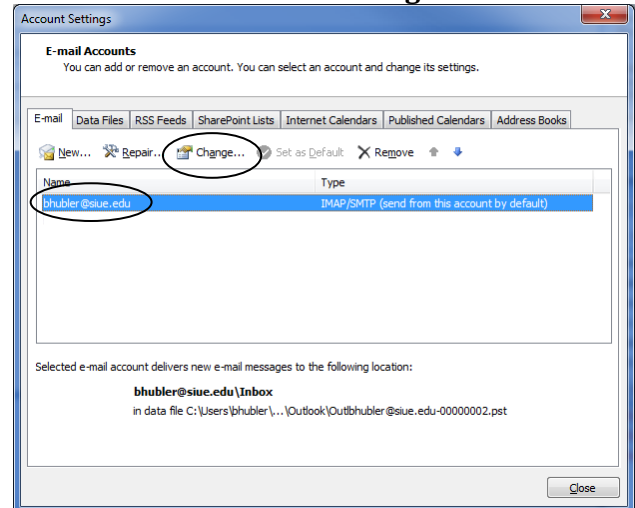 Account Settings
E-mail Accounts
You can add or remove an account. You can select an account and change its settings.
E-mail Data Files RSS Feeds SharePoint Lists Internet Calendars Published Calendars Address Books
New... Repair... Change... Set as Default Remove
Name Type
bhubler@siue.edu IMAP/SMTP (send from this account by default)
Selected e-mail account delivers new e-mail messages to the following location:
bhubler@siue.edu\Inbox
in data file C:\Users\bhubler\...\Outlook\Outlbhubler@siue.edu-00000002.pst
Close